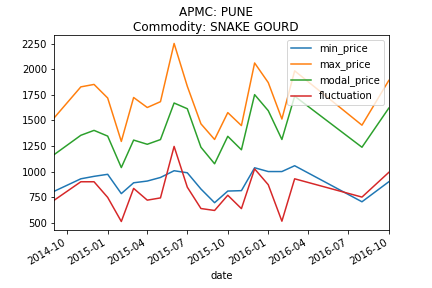 APMC: PUNE
Commodity: SNAKE GOURD
2250
2000
1750
1500
1250
1000
750
500
min_price
max_price
modal_price
fluctuation
2014-10
2015-01
2015-04
2015-07
2015-10
2016-01
2016-04
2016-07
2016-10
date